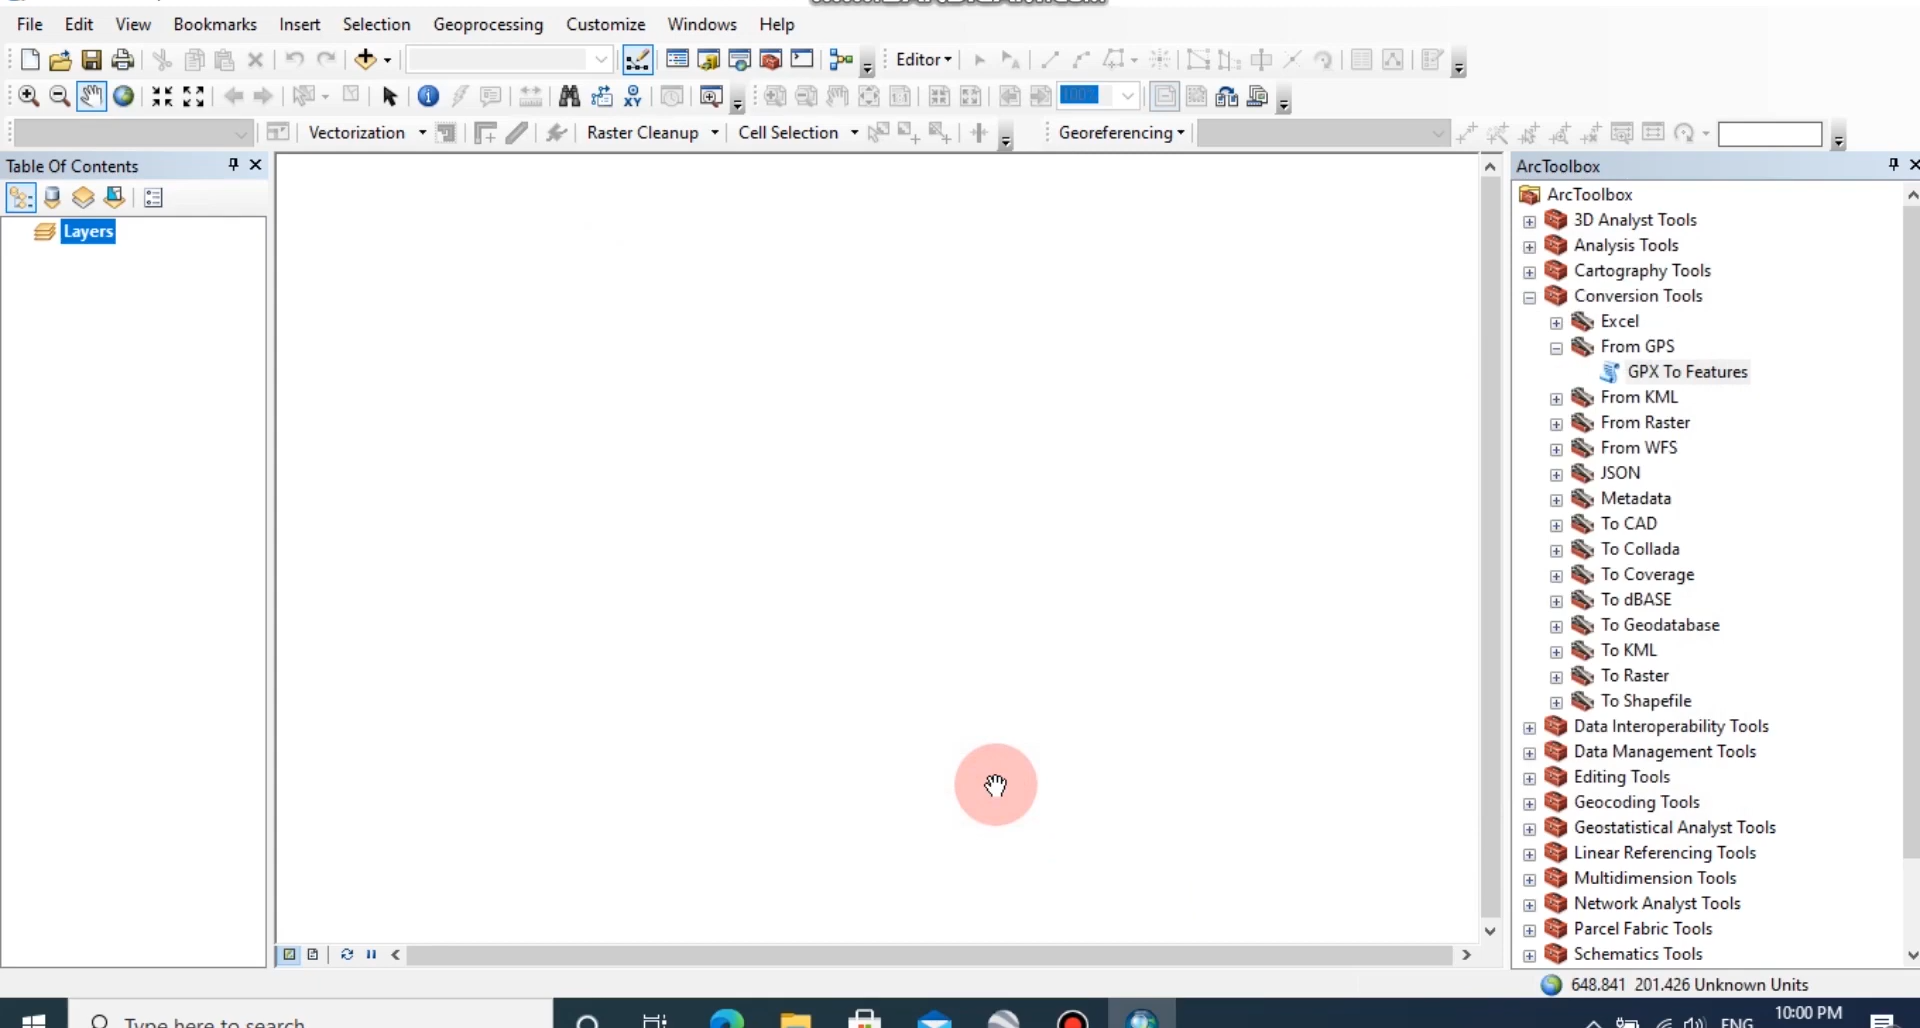 File Edit View Bookmarks Insert Selection Geoprocessing Customize Windows Help
Editor
100%
Vectorization Raster Cleanup Cell Selection Georeferencing
Table Of Contents
Layers
ArcToolbox
ArcToolbox
3D Analyst Tools
Analysis Tools
Cartography Tools
Conversion Tools
Excel
From GPS
GPX To Features
From KML
From Raster
From WFS
JSON
Metadata
To CAD
To Collada
To Coverage
To dBASE
To Geodatabase
To KML
To Raster
To Shapefile
Data Interoperability Tools
Data Management Tools
Editing Tools
Geocoding Tools
Geostatistical Analyst Tools
Linear Referencing Tools
Multidimension Tools
Network Analyst Tools
Parcel Fabric Tools
Schematics Tools
648.841 201.426 Unknown Units
Type here to search
ENG
10:00 PM